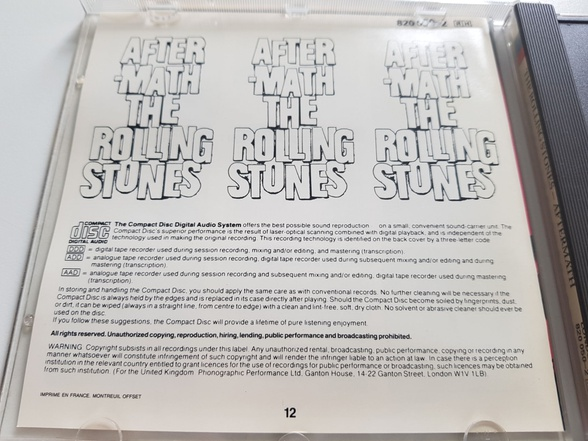 AFTER AFTER AFTER
-MATH -MATH -MATH
THE THE THE
ROLLING ROLLING ROLLING
STONES STONES STONES
COMPACT
disc
DIGITAL AUDIO
The Compact Disc Digital Audio System offers the best possible sound reproduction on a small, convenient sound-carrier unit. The
Compact Disc's superior performance is the result of laser-optical scanning combined with digital playback, and is independent of the
technology used in making the original recording. This recording technology is identified on the back cover by a three-letter code:
DDD = digital tape recorder used during session recording, mixing and/or editing, and mastering (transcription).
ADD = analogue tape recorder used during session recording, digital tape recorder used during subsequent mixing and/or editing and during
mastering (transcription).
AAD = analogue tape recorder used during session recording and subsequent mixing and/or editing, digital tape recorder used during mastering
(transcription).
In storing and handling the Compact Disc, you should apply the same care as with conventional records. No further cleaning will be necessary if the
Compact Disc is always held by the edges and is replaced in its case directly after playing. Should the Compact Disc become soiled by fingerprints, dust,
or dirt, it can be wiped (always in a straight line, from centre to edge) with a clean and lint-free, soft, dry cloth. No solvent or abrasive cleaner should ever be
used on the disc.
If you follow these suggestions, the Compact Disc will provide a lifetime of pure listening enjoyment.
All rights reserved. Unauthorized copying, reproduction, hiring, lending, public performance and broadcasting prohibited.
WARNING. Copyright subsists in all recordings under this label. Any unauthorized rental, broadcasting, public performance, copying or recording in any
manner whatsoever will constitute infringement of such copyright and will render the infringer liable to an action at law. In case there is a perception
institution in the relevant country entitled to grant licences for the use of recordings for public performance or broadcasting, such licences may be obtained
from such institution. (For the United Kingdom: Phonographic Performance Ltd. Ganton House, 14-22 Ganton Street, London W1V 1LB).
IMPRIME EN FRANCE. MONTREUIL OFFSET
12